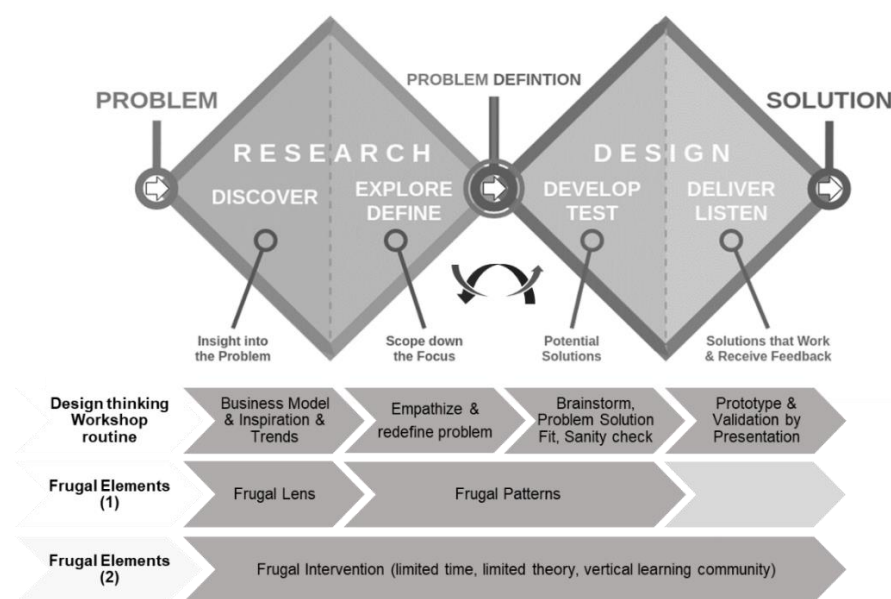 PROBLEM
PROBLEM DEFINTION
SOLUTION
RESEARCH
DESIGN
DISCOVER
EXPLORE
DEFINE
DEVELOP
TEST
DELIVER
LISTEN
Insight into
the Problem
Scope down
the Focus
Potential
Solutions
Solutions that Work
& Receive Feedback
Design thinking
Workshop
routine
Business Model
& Inspiration &
Trends
Empathize &
redefine problem
Brainstorm,
Problem Solution
Fit, Sanity check
Prototype &
Validation by
Presentation
Frugal Elements
(1)
Frugal Lens
Frugal Patterns
Frugal Elements
(2)
Frugal Intervention (limited time, limited theory, vertical learning community)